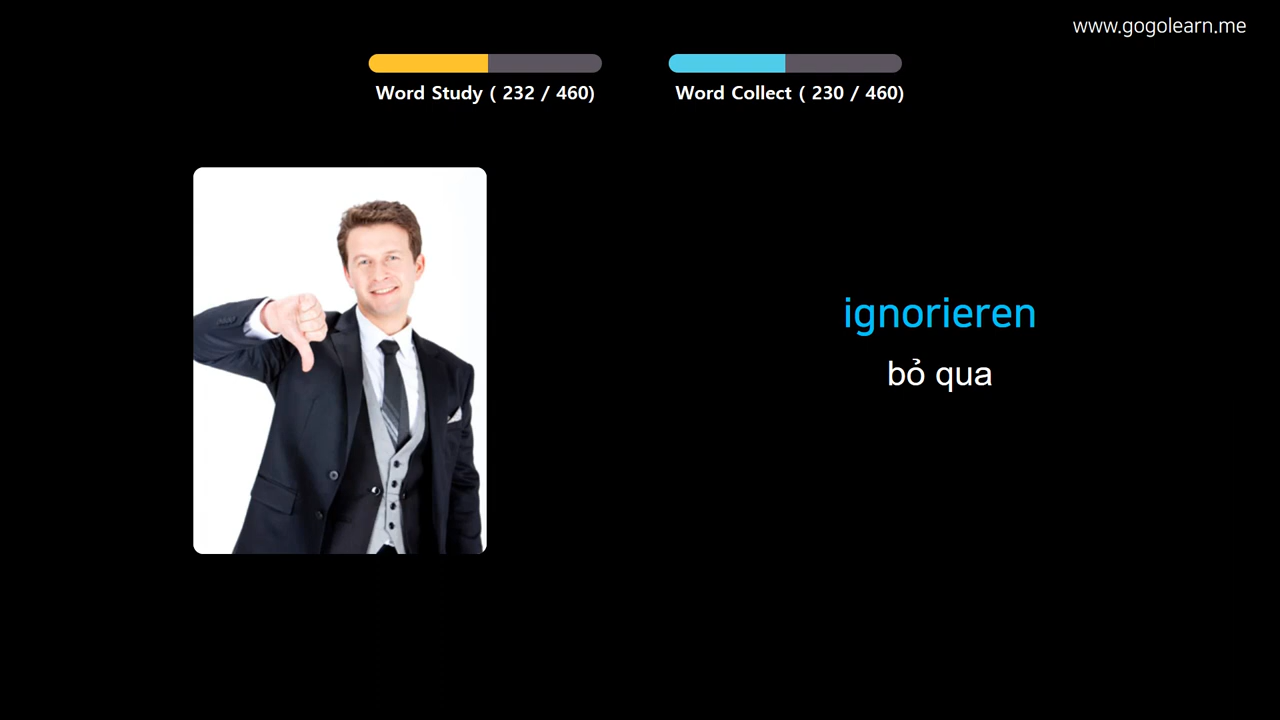 www.gogolearn.me
Word Study ( 232 / 460)
Word Collect ( 230 / 460)
ignorieren
bỏ qua